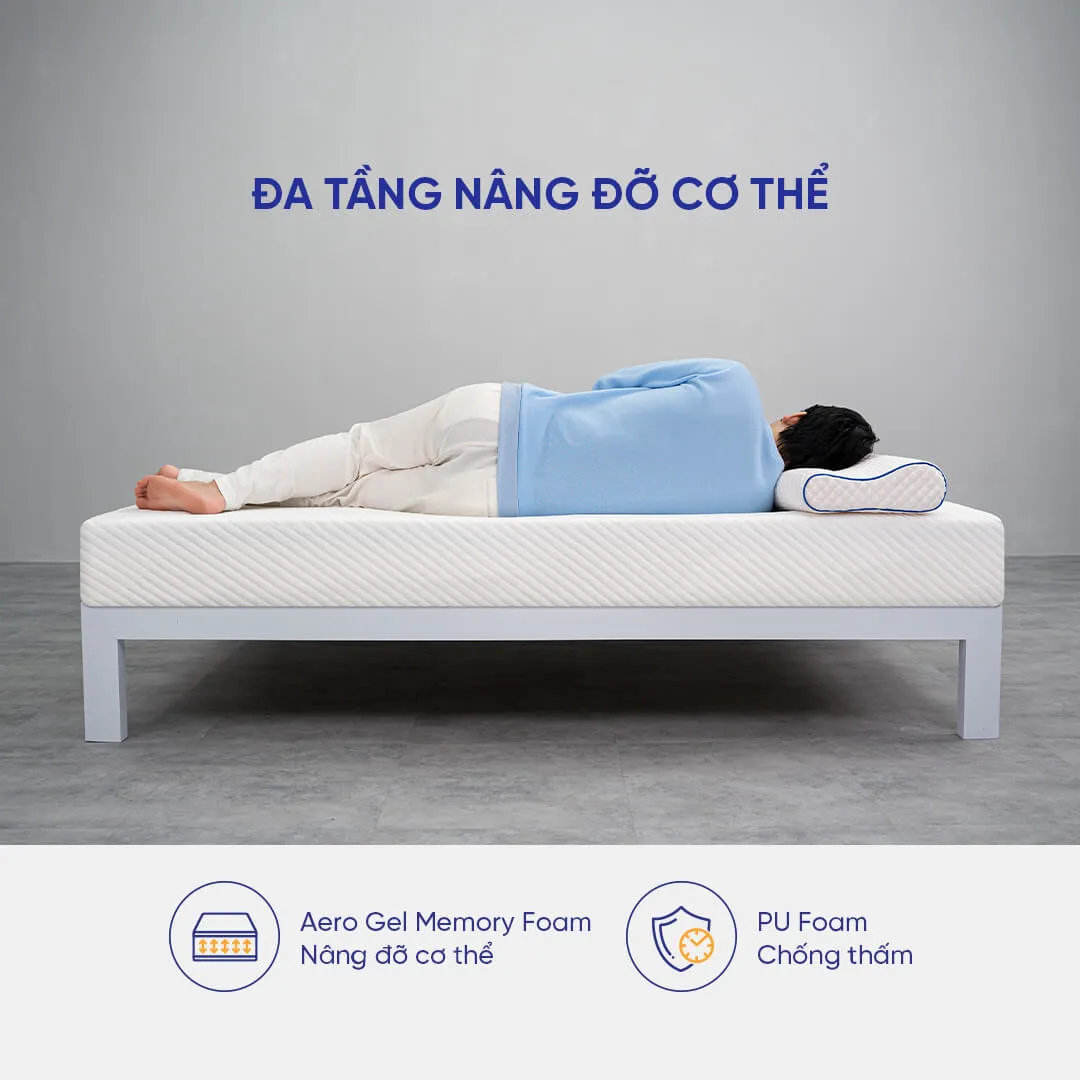 ĐA TẦNG NÂNG ĐỠ CƠ THỂ
Aero Gel Memory Foam
Nâng đỡ cơ thể
PU Foam
Chống thấm